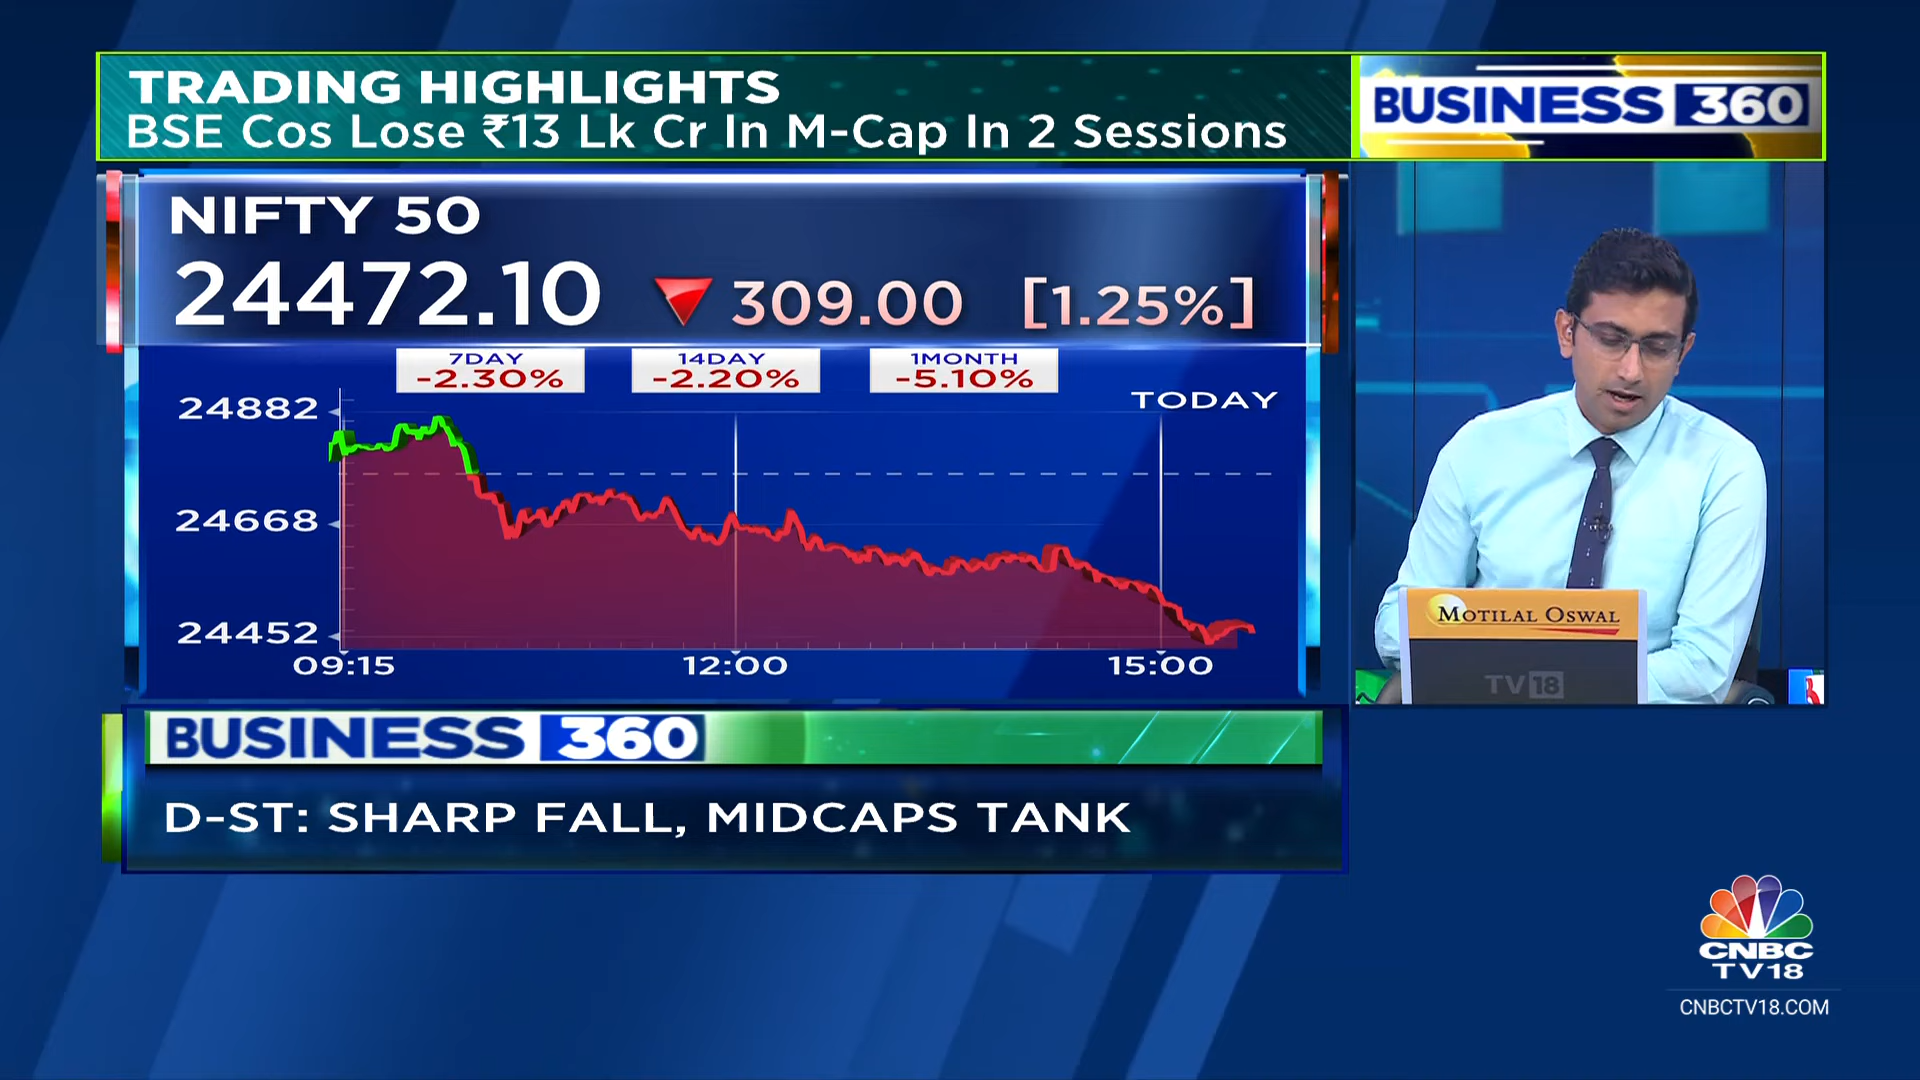 TRADING HIGHLIGHTS
BSE Cos Lose ₹13 Lk Cr In M-Cap In 2 Sessions
BUSINESS 360
NIFTY 50
24472.10 ▼ 309.00 [1.25%]
7DAY
-2.30%
14DAY
-2.20%
1MONTH
-5.10%
TODAY
24882
24668
24452
09:15 12:00 15:00
MOTILAL OSWAL
TV18
BUSINESS 360
D-ST: SHARP FALL, MIDCAPS TANK
CNBC
TV18
CNBCTV18.COM